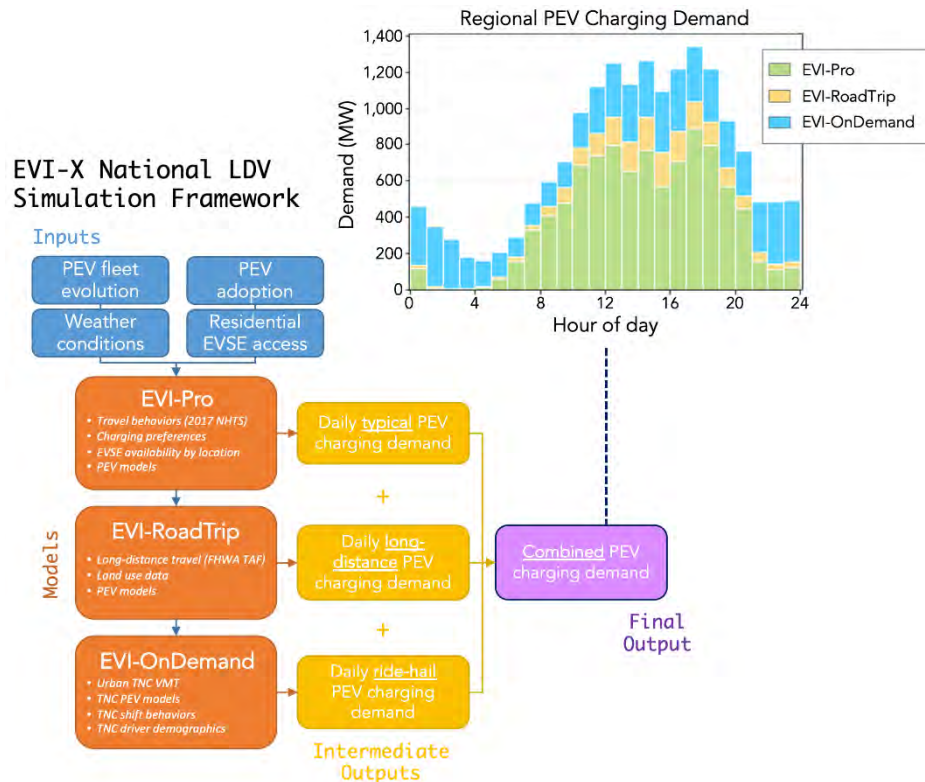 Regional PEV Charging Demand
1,400
1,200
1,000
800
600
400
200
0
Demand (MW)
0
4
8
12
16
20
24
Hour of day
EVI-Pro
EVI-RoadTrip
EVI-OnDemand
EVI-X National LDV
Simulation Framework
Inputs
PEV fleet
evolution
PEV
adoption
Weather
conditions
Residential
EVSE access
Models
EVI-Pro
• Travel behaviors (2017 NHTS)
• Charging preferences
• EVSE availability by location
• PEV models
Daily typical PEV
charging demand
+
EVI-RoadTrip
• Long-distance travel (FHWA TAF)
• Land use data
• PEV models
Daily long-
distance PEV
charging demand
+
EVI-OnDemand
• Urban TNC VMT
• TNC PEV models
• TNC shift behaviors
• TNC driver demographics
Daily ride-hail
PEV charging
demand
Intermediate
Outputs
Combined PEV
charging demand
Final
Output